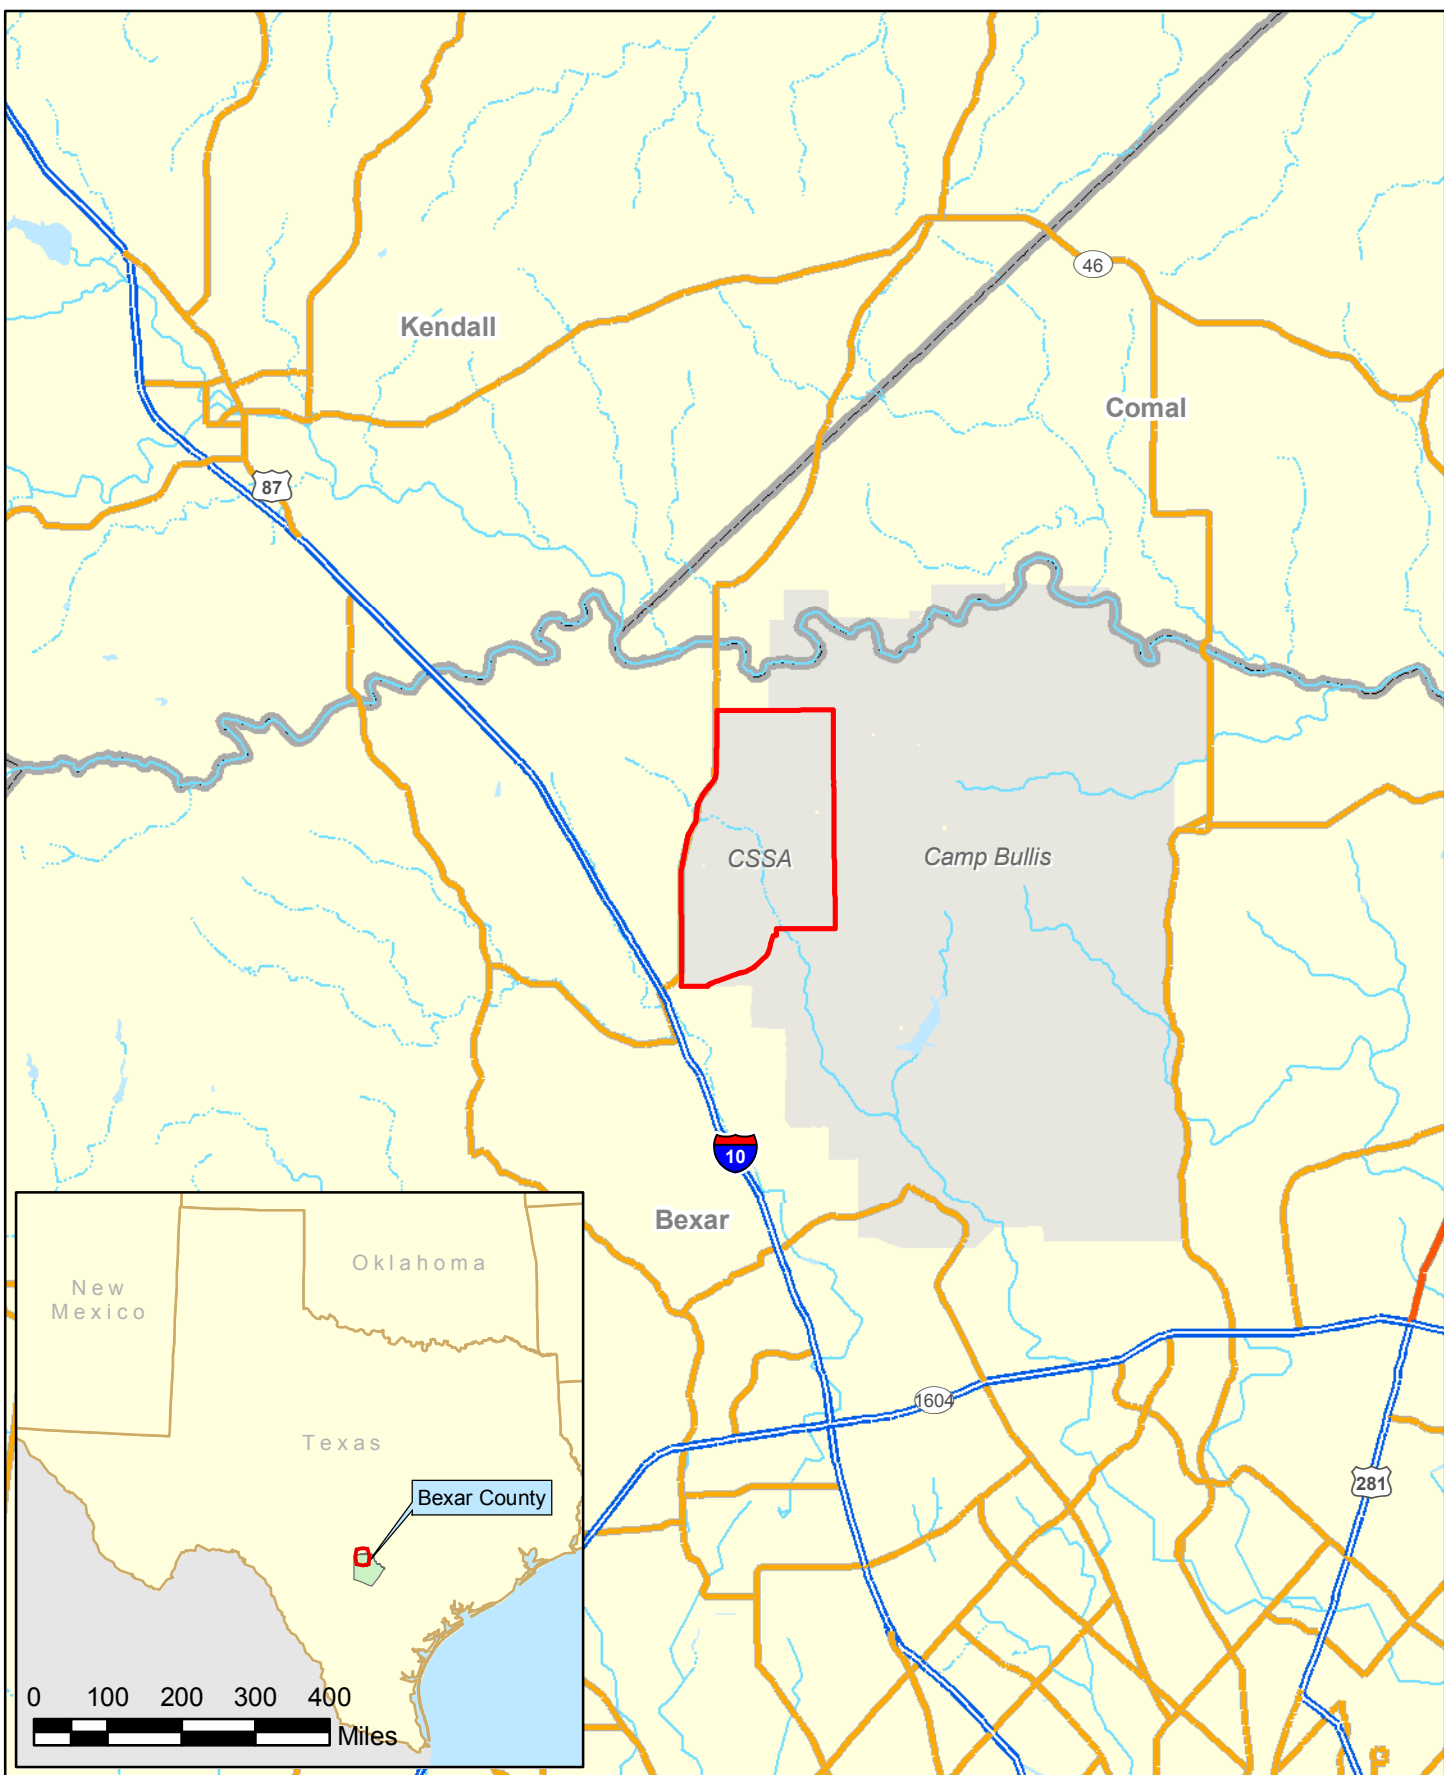 46
Kendall
Comal
87
CSSA
Camp Bullis
10
Bexar
1604
281
New
Mexico
Oklahoma
Texas
Bexar County
0 100 200 300 400
Miles